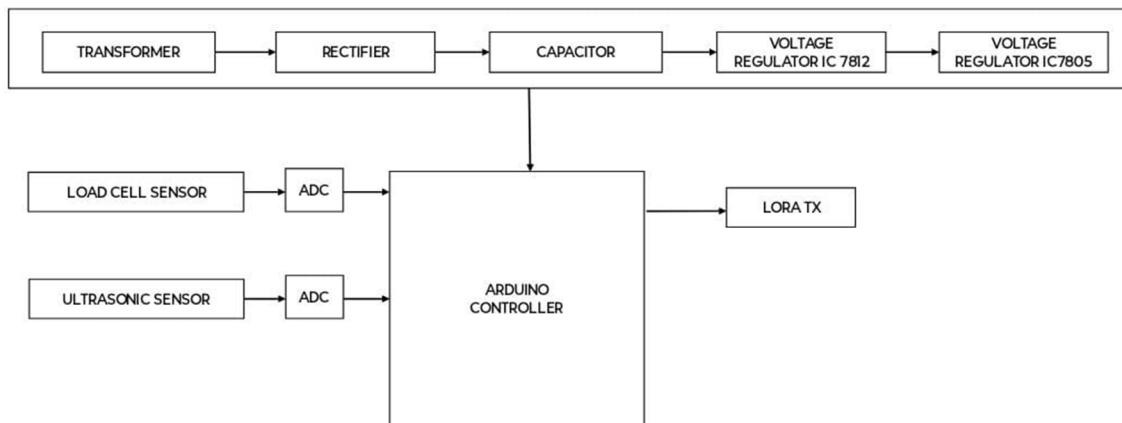 TRANSFORMER
RECTIFIER
CAPACITOR
VOLTAGE
REGULATOR IC 7812
VOLTAGE
REGULATOR IC7805
LOAD CELL SENSOR
ADC
LORA TX
ULTRASONIC SENSOR
ADC
ARDUINO
CONTROLLER